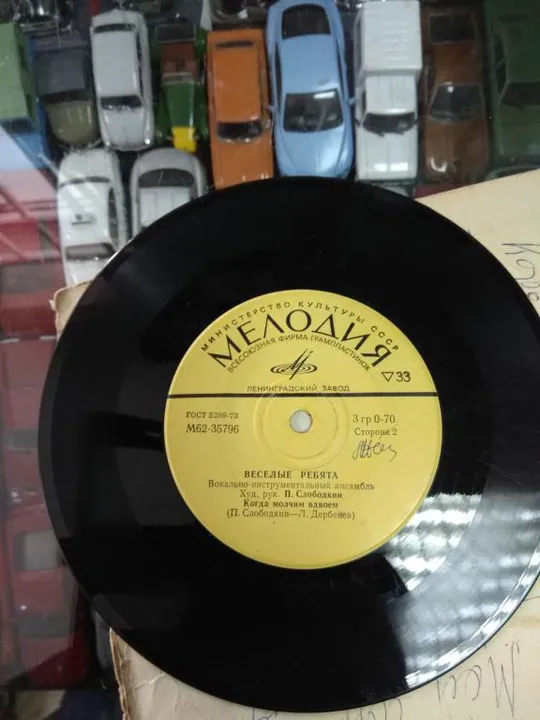 МИНИСТЕРСТВО КУЛЬТУРЫ СССР
МЕЛОДИЯ
ВСЕСОЮЗНАЯ ФИРМА ГРАМПЛАСТИНОК
▽33
ЛЕНИНГРАДСКИЙ ЗАВОД
ГОСТ 5289-73
М62-35796
3 гр.0-70
Сторона 2
ВЕСЕЛЫЕ РЕБЯТА
Вокально-инструментальный ансамбль
Худ. рук. П. Слободкин
Когда молчим вдвоем
(П. Слободкин—Л. Дербенев)